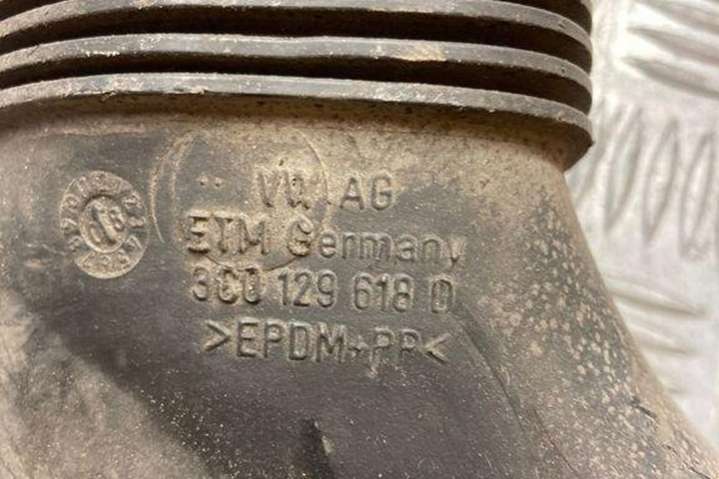 VW AG
ETM Germany
3C0 129 618 D
>EPDM+PP<